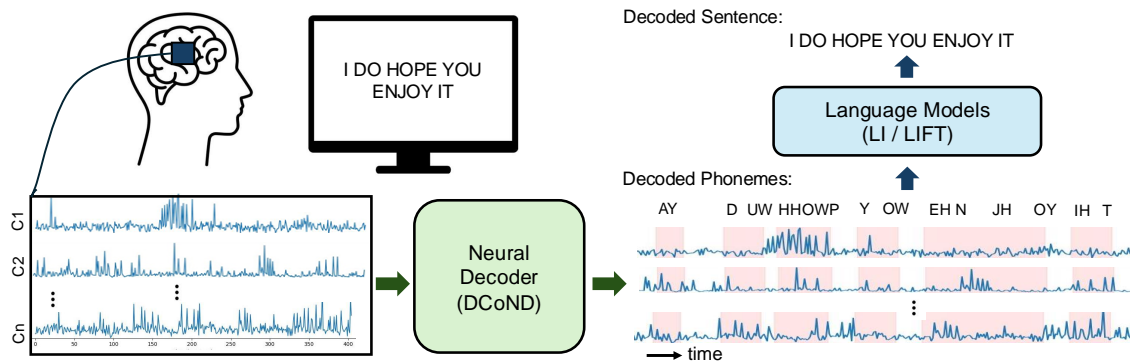 I DO HOPE YOU
ENJOY IT
C1
C2
Cn
0 50 100 150 200 250 300 350 400
Neural
Decoder
(DCoND)
Decoded Sentence:
I DO HOPE YOU ENJOY IT
Language Models
(LI / LIFT)
Decoded Phonemes:
AY D UW HHOWP Y OW EH N JH OY IH T
time